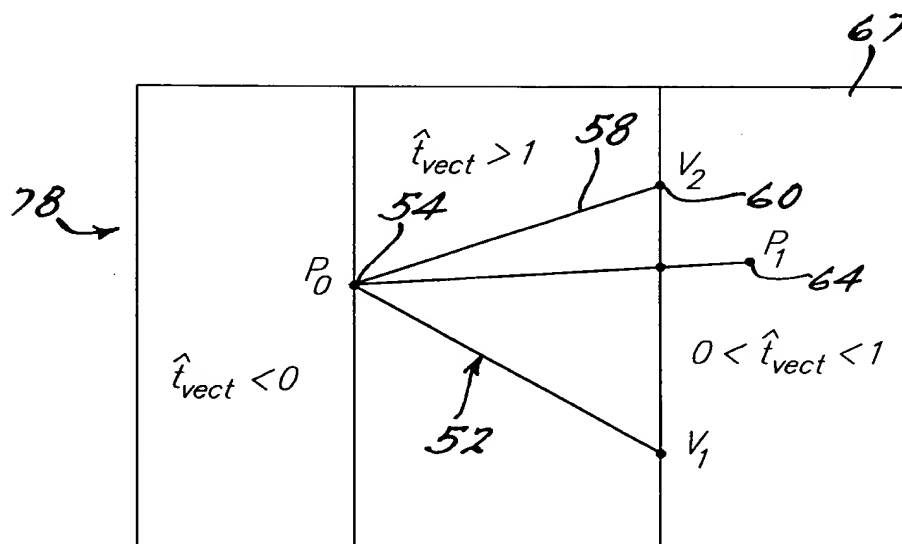 67
t̂vect > 1
58
V2
78
54
60
P0
P1
64
t̂vect < 0
0 < t̂vect < 1
52
V1